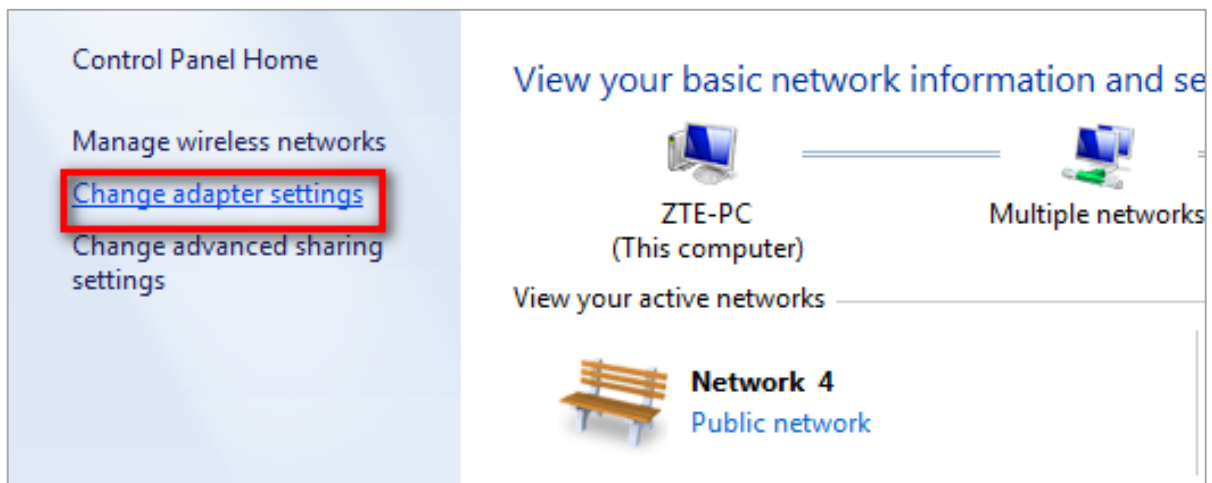 Control Panel Home
Manage wireless networks
Change adapter settings
Change advanced sharing
settings
View your basic network information and se
ZTE-PC
(This computer)
Multiple networks
View your active networks
Network 4
Public network